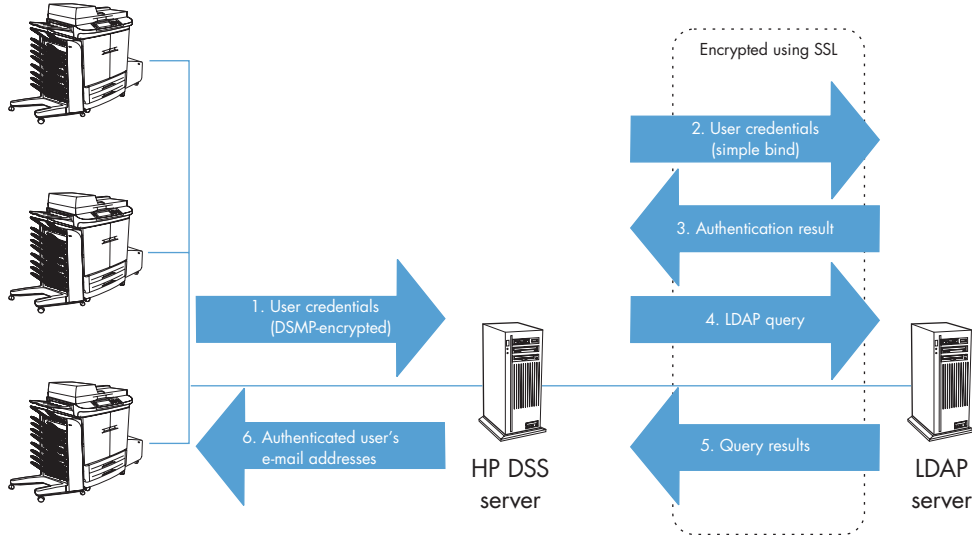 Encrypted using SSL
2. User credentials
(simple bind)
3. Authentication result
1. User credentials
(DSMP-encrypted)
4. LDAP query
6. Authenticated user's
e-mail addresses
5. Query results
HP DSS
server
LDAP
server